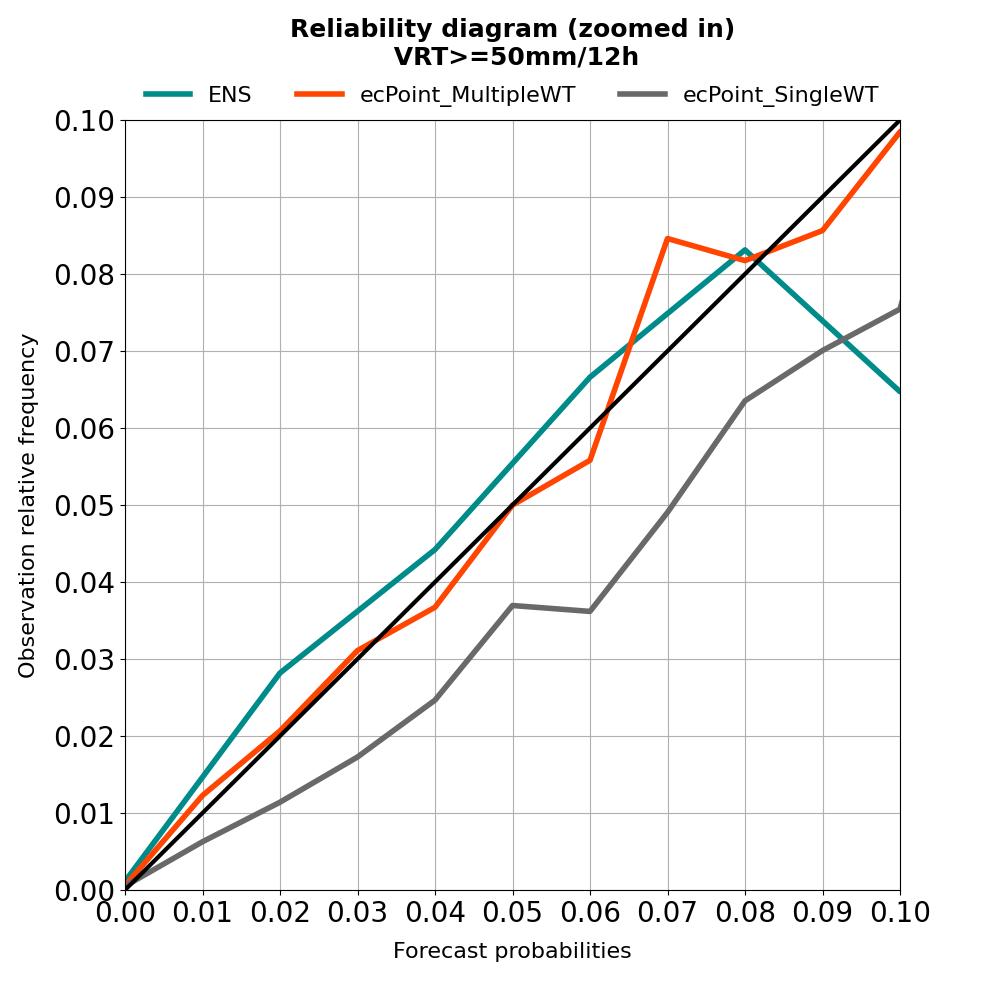 Reliability diagram (zoomed in)
VRT>=50mm/12h
ENS ecPoint_MultipleWT ecPoint_SingleWT
0.10
0.09
0.08
0.07
0.06
0.05
0.04
0.03
0.02
0.01
0.00
Observation relative frequency
0.00 0.01 0.02 0.03 0.04 0.05 0.06 0.07 0.08 0.09 0.10
Forecast probabilities